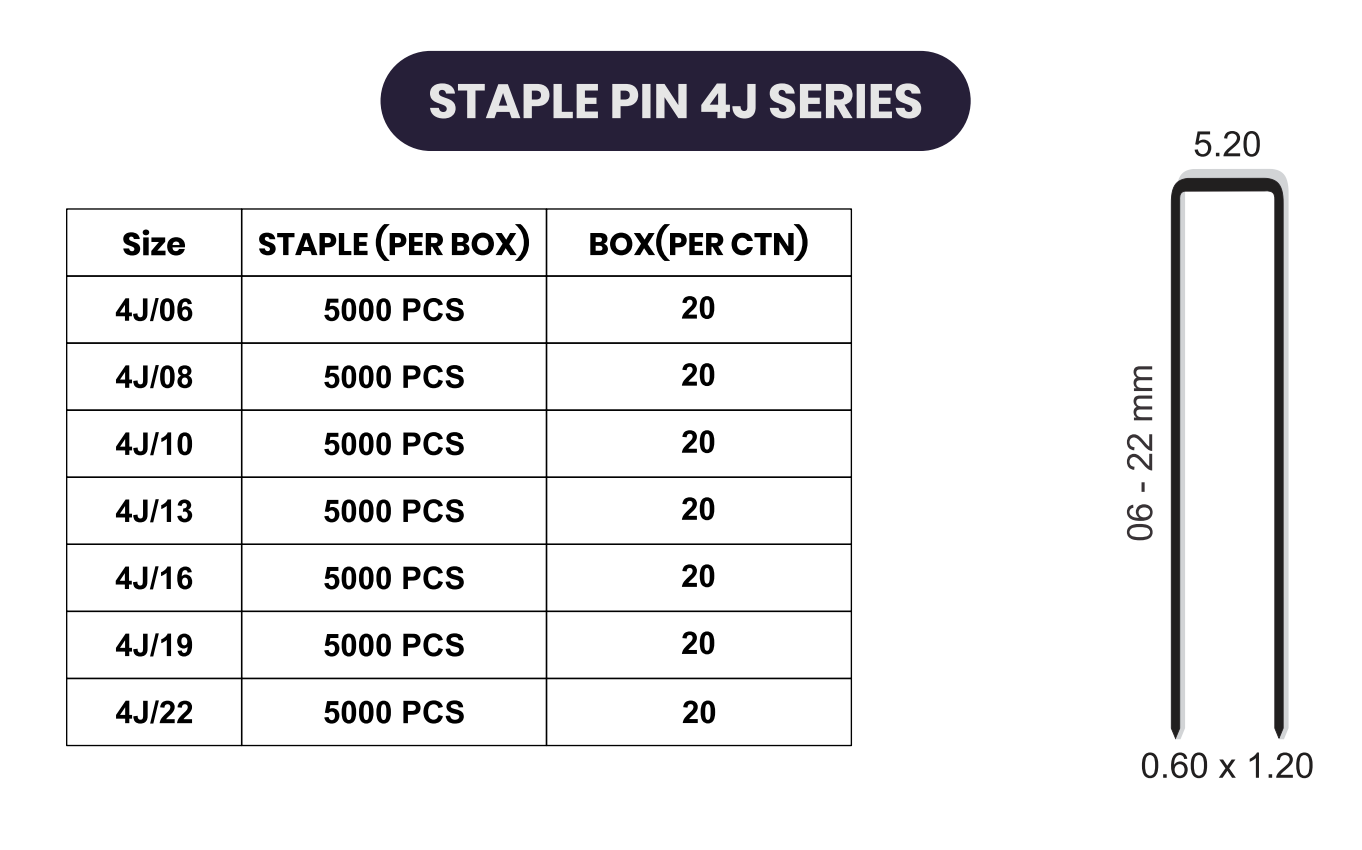 STAPLE PIN 4J SERIES
5.20
Size STAPLE (PER BOX) BOX(PER CTN)
4J/06 5000 PCS 20
4J/08 5000 PCS 20
4J/10 5000 PCS 20
4J/13 5000 PCS 20
4J/16 5000 PCS 20
4J/19 5000 PCS 20
4J/22 5000 PCS 20
06 - 22 mm
0.60 x 1.20